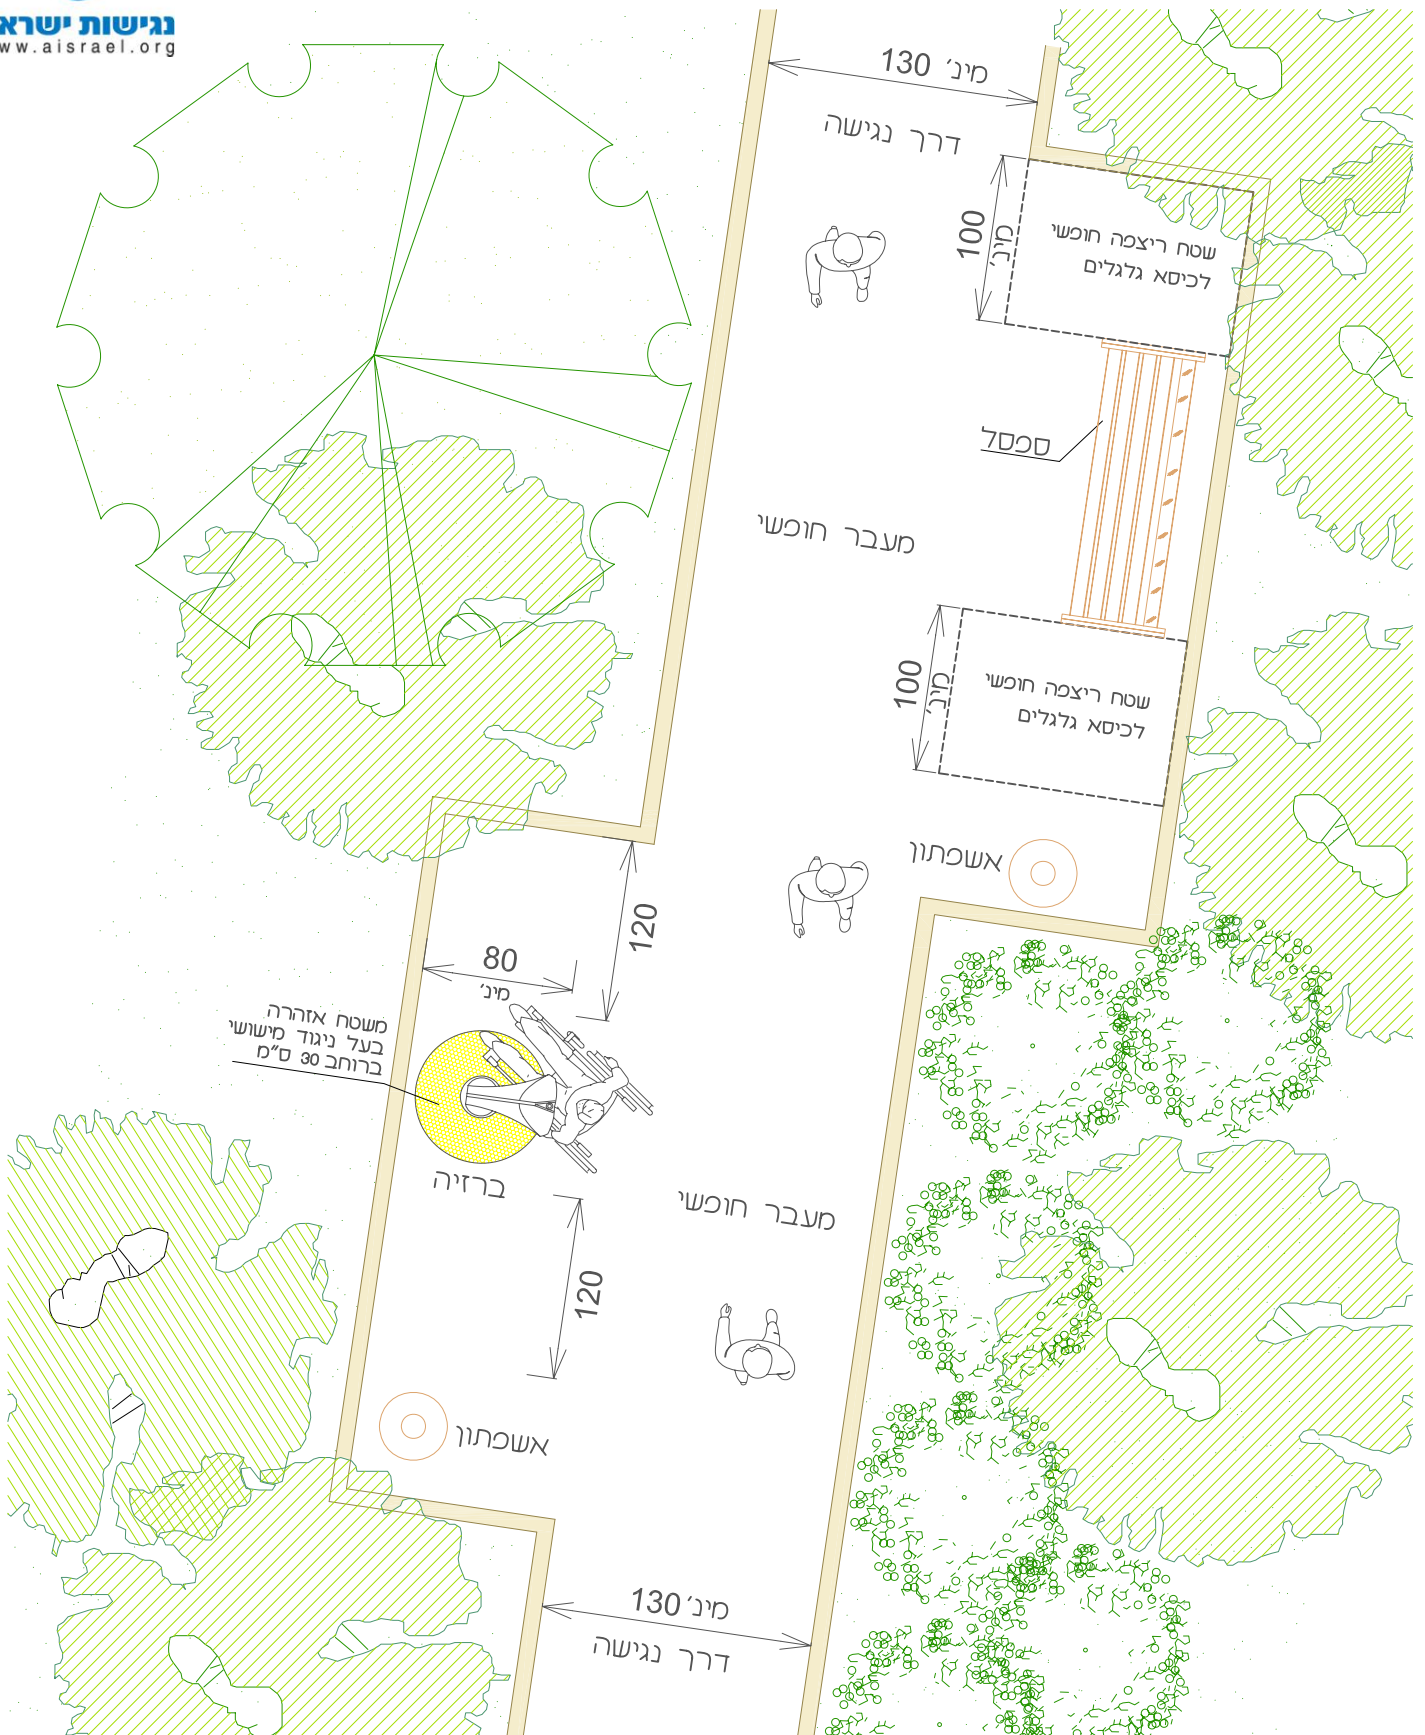 נגישות ישרא
ww.aisrael.org
מינ' 130
דרך נגישה
100
מינ'
שטח ריצפה חופשי
לכיסא גלגלים
ספסל
מעבר חופשי
100
מינ'
שטח ריצפה חופשי
לכיסא גלגלים
אשפתון
120
80
מינ'
משטח אזהרה
בעל ניגוד מישושי
ברוחב 30 ס"מ
ברזיה
מעבר חופשי
120
אשפתון
מינ' 130
דרך נגישה